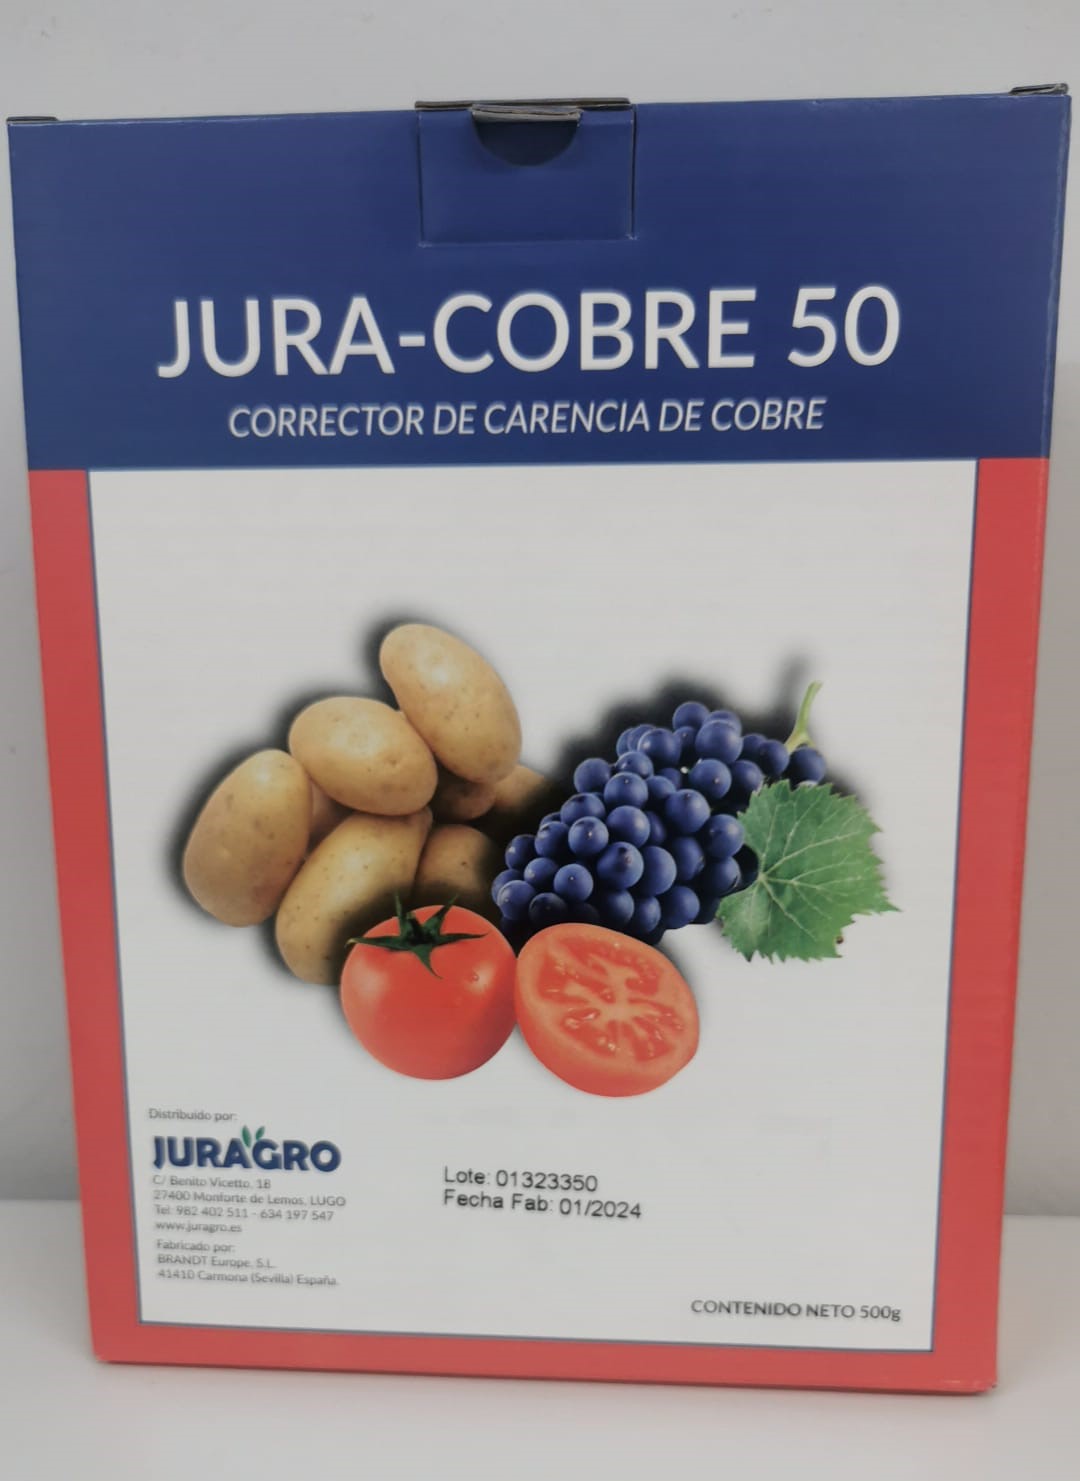 JURA-COBRE 50
CORRECTOR DE CARENCIA DE COBRE
Distribuido por:
JURAGRO
C/ Benito Vicetto, 18
27400 Monforte de Lemos, LUGO
Tel: 982 402 511 - 634 197 547
www.juragro.es
Fabricado por:
BRANDT Europe, S.L.
41410 Carmona (Sevilla) España.
Lote: 01323350
Fecha Fab: 01/2024
CONTENIDO NETO 500g